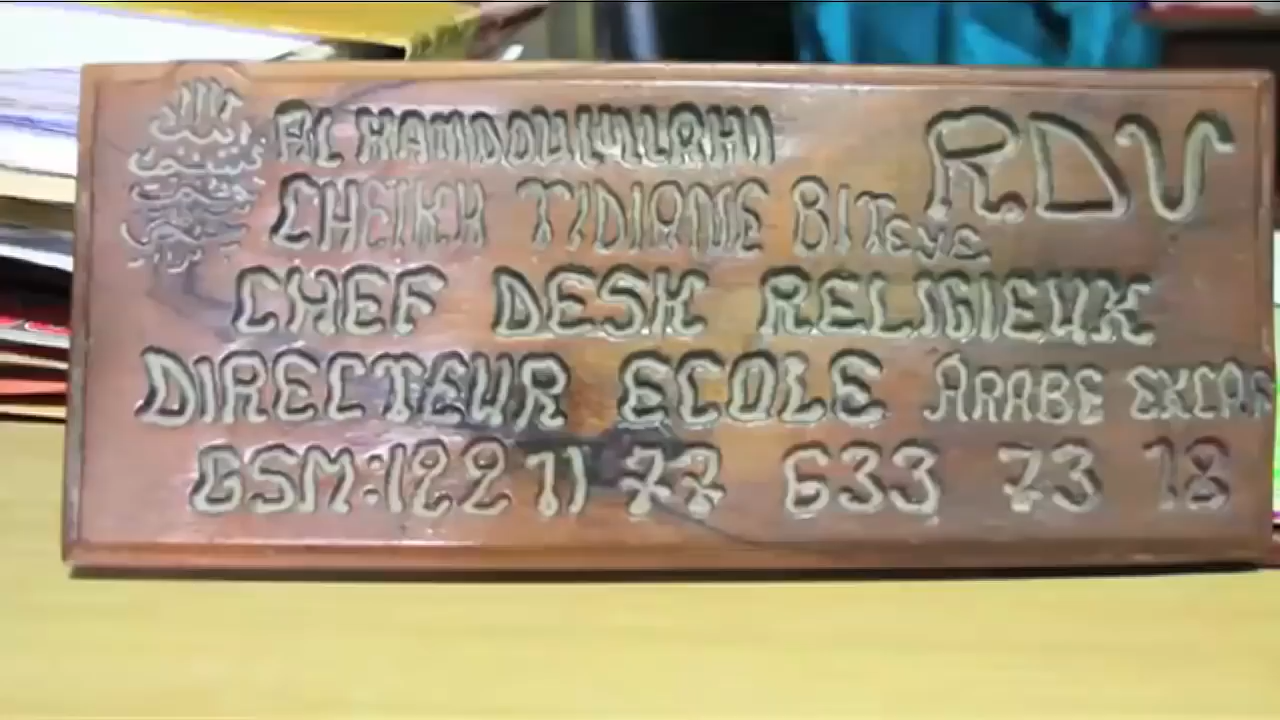 AL HAMDOULILLAHI
RDV
CHEIKH TIDIANE BITEYE
CHEF DESK RELIGIEUX
DIRECTEUR ECOLE ARABE
GSM:(221) 77 633 73 18